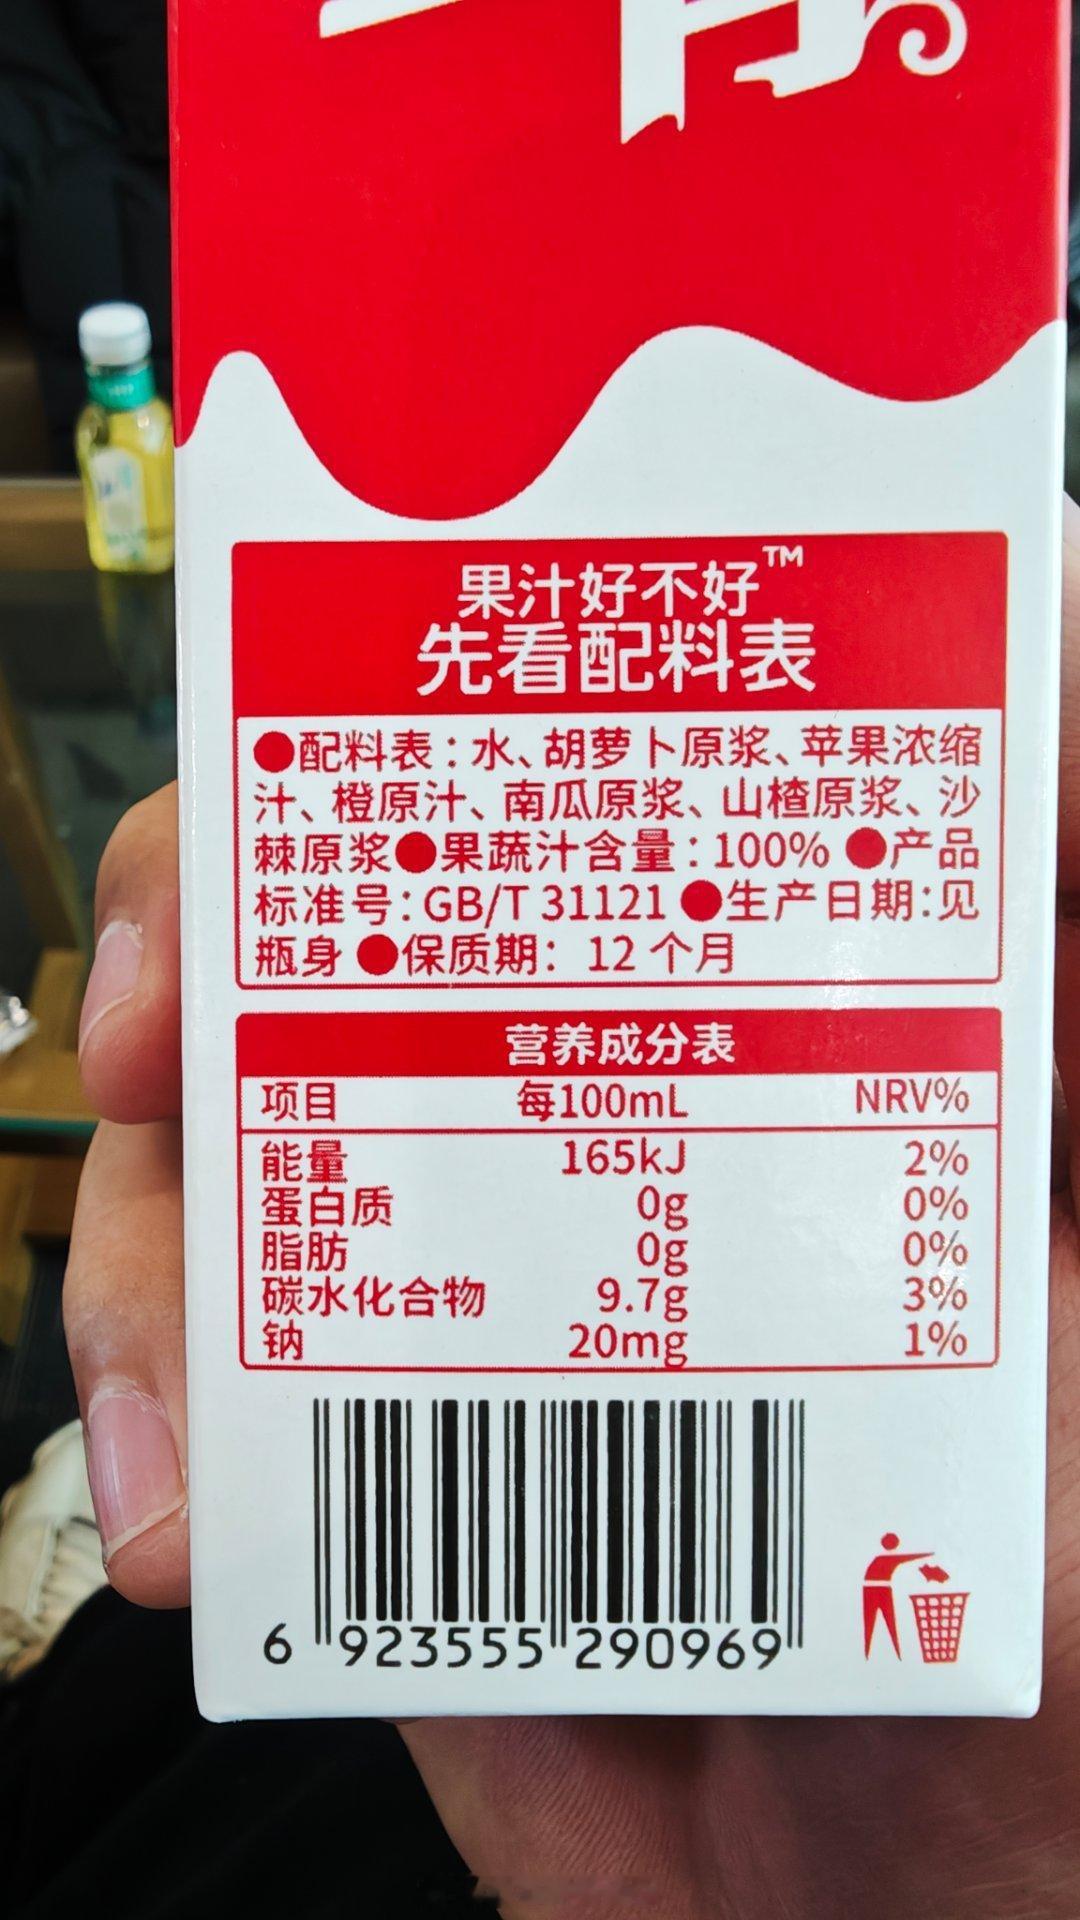 果汁好不好™
先看配料表
●配料表：水、胡萝卜原浆、苹果浓缩
汁、橙原汁、南瓜原浆、山楂原浆、沙
棘原浆●果蔬汁含量：100% ●产品
标准号：GB/T 31121 ●生产日期：见
瓶身 ●保质期：12个月
营养成分表
项目 每100mL NRV%
能量 165kJ 2%
蛋白质 0g 0%
脂肪 0g 0%
碳水化合物 9.7g 3%
钠 20mg 1%
6 923555 290969